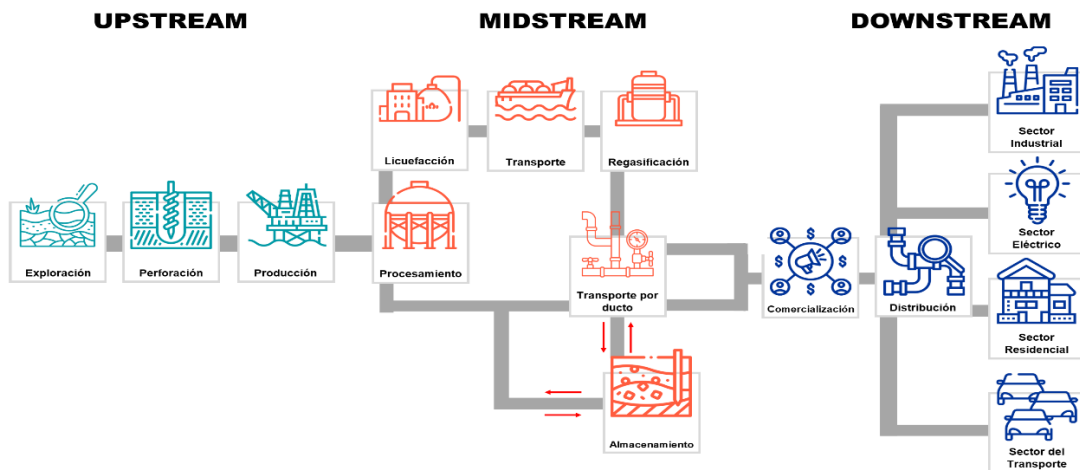 UPSTREAM
MIDSTREAM
DOWNSTREAM
Exploración
Perforación
Producción
Licuefacción
Transporte
Regasificación
Procesamiento
Transporte por
ducto
Almacenamiento
Comercialización
Distribución
Sector
Industrial
Sector
Eléctrico
Sector
Residencial
Sector del
Transporte